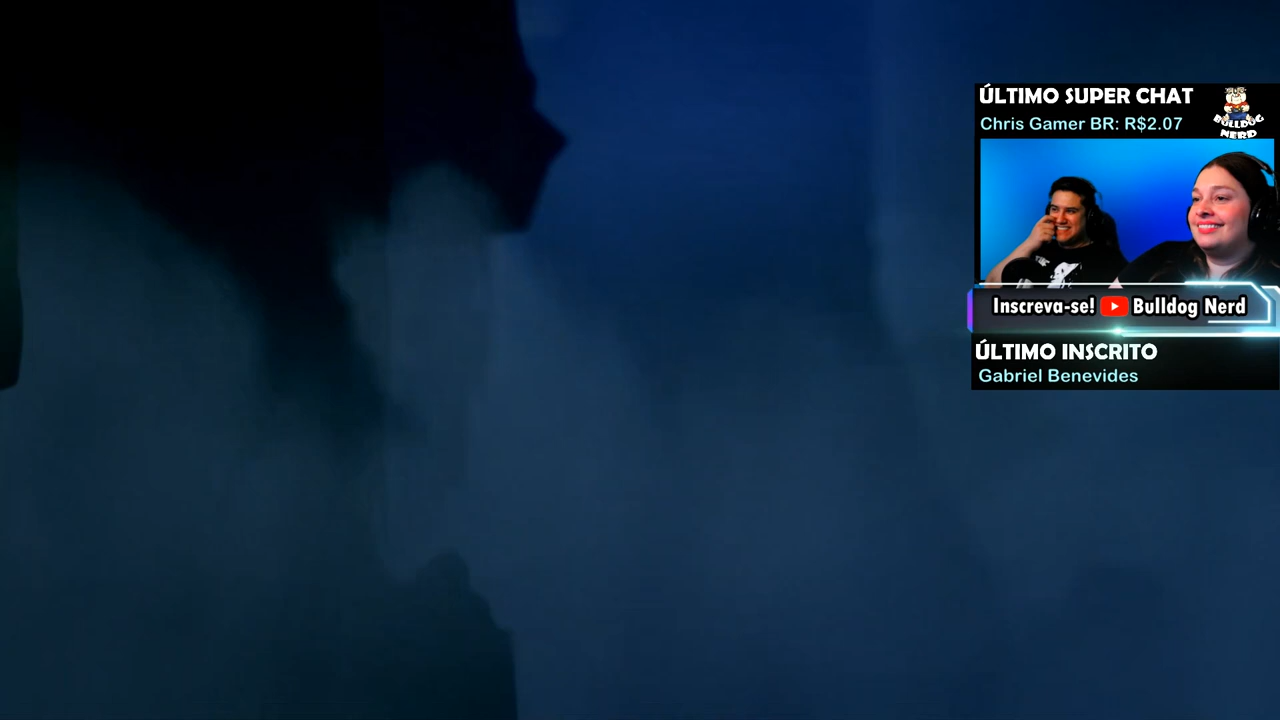 ÚLTIMO SUPER CHAT
Chris Gamer BR: R$2.07
BULLDOG
NERD
Inscreva-se! Bulldog Nerd
ÚLTIMO INSCRITO
Gabriel Benevides